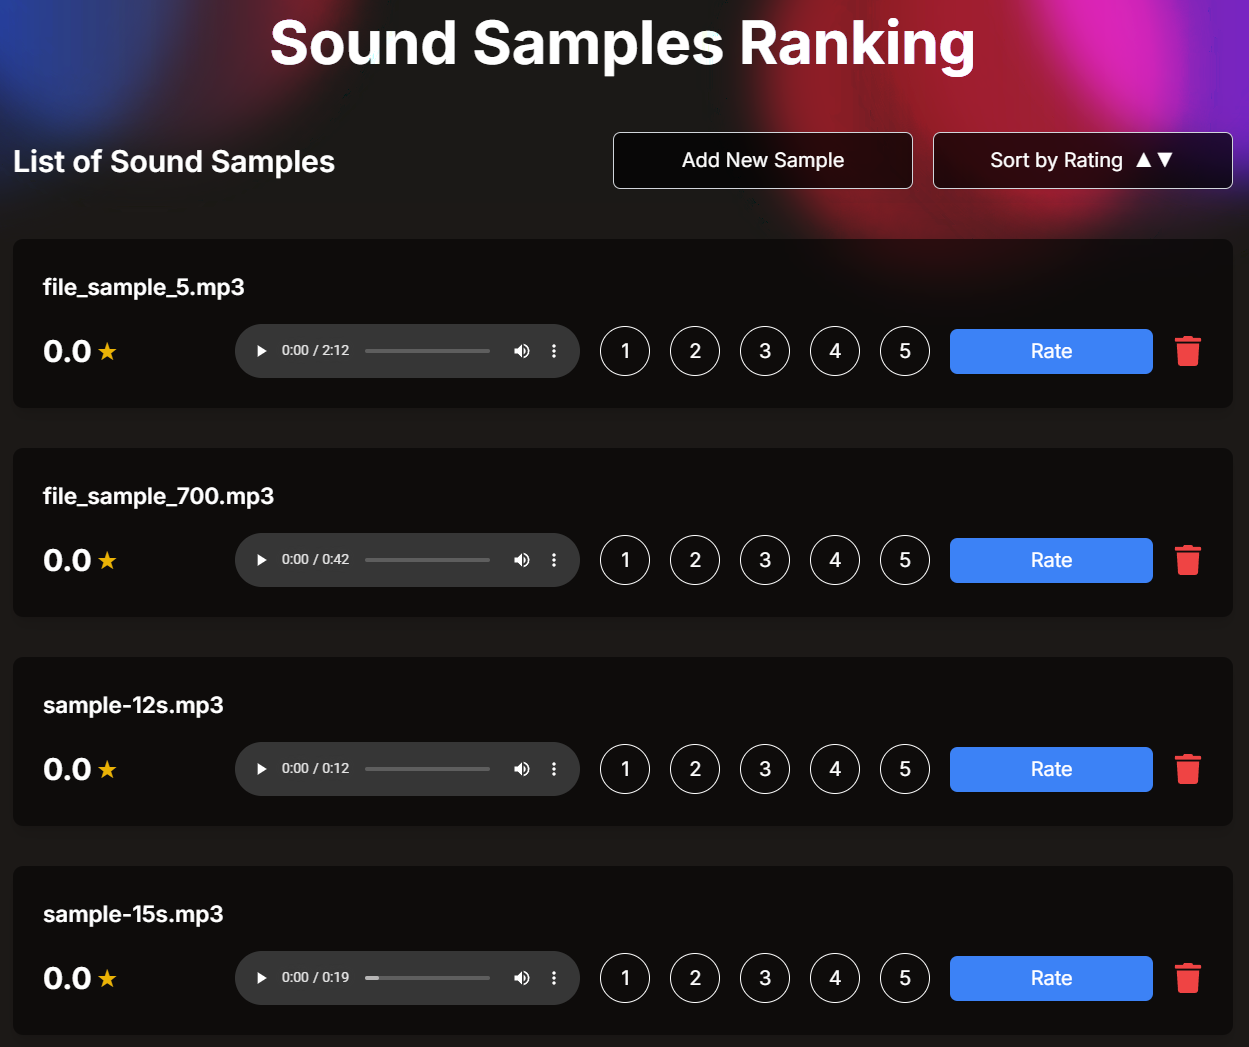 Sound Samples Ranking
List of Sound Samples
Add New Sample
Sort by Rating ▲▼
file_sample_5.mp3
0.0 ★ 0:00 / 2:12 1 2 3 4 5 Rate
file_sample_700.mp3
0.0 ★ 0:00 / 0:42 1 2 3 4 5 Rate
sample-12s.mp3
0.0 ★ 0:00 / 0:12 1 2 3 4 5 Rate
sample-15s.mp3
0.0 ★ 0:00 / 0:19 1 2 3 4 5 Rate